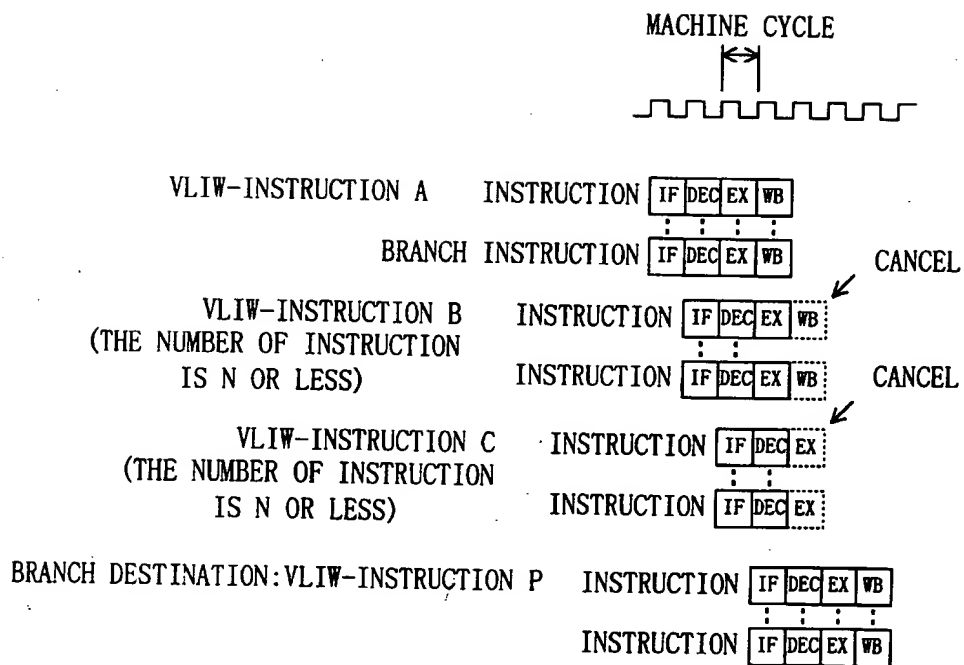 MACHINE CYCLE
VLIW-INSTRUCTION A INSTRUCTION IF DEC EX WB
BRANCH INSTRUCTION IF DEC EX WB
CANCEL
VLIW-INSTRUCTION B INSTRUCTION IF DEC EX WB
(THE NUMBER OF INSTRUCTION
IS N OR LESS) INSTRUCTION IF DEC EX WB
CANCEL
VLIW-INSTRUCTION C INSTRUCTION IF DEC EX
(THE NUMBER OF INSTRUCTION
IS N OR LESS) INSTRUCTION IF DEC EX
BRANCH DESTINATION:VLIW-INSTRUCTION P INSTRUCTION IF DEC EX WB
INSTRUCTION IF DEC EX WB